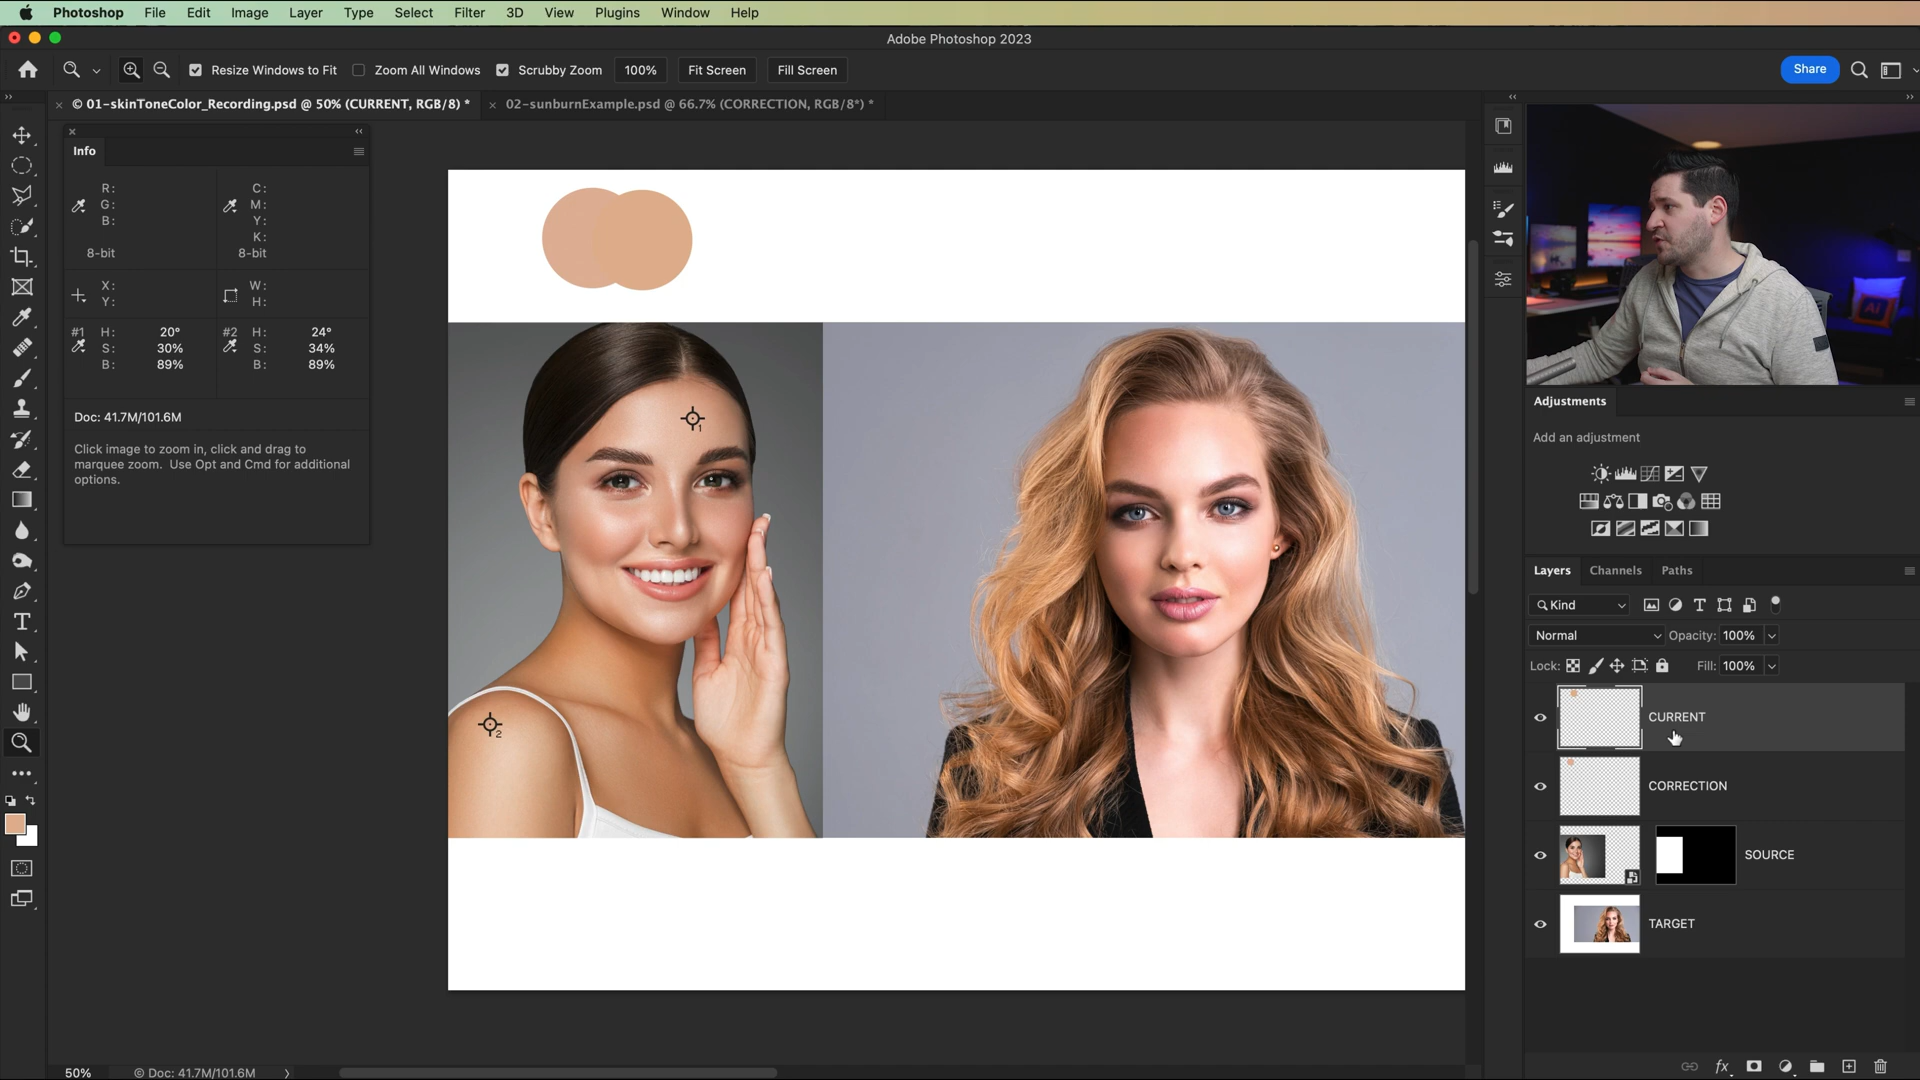 Photoshop File Edit Image Layer Type Select Filter 3D View Plugins Window Help
Adobe Photoshop 2023
Resize Windows to Fit Zoom All Windows Scrubby Zoom 100% Fit Screen Fill Screen Share
× © 01-skinToneColor_Recording.psd @ 50% (CURRENT, RGB/8) * × 02-sunburnExample.psd @ 66.7% (CORRECTION, RGB/8*) *
Info
R: C:
G: M:
B: Y:
K:
8-bit 8-bit
X: W:
Y: H:
#1 H: 20° #2 H: 24°
S: 30% S: 34%
B: 89% B: 89%
Doc: 41.7M/101.6M
Click image to zoom in, click and drag to
marquee zoom. Use Opt and Cmd for additional
options.
1
2
Ai
Adjustments
Add an adjustment
Layers Channels Paths
Kind
Normal Opacity: 100%
Lock: Fill: 100%
CURRENT
CORRECTION
SOURCE
TARGET
fx
50% © Doc: 41.7M/101.6M